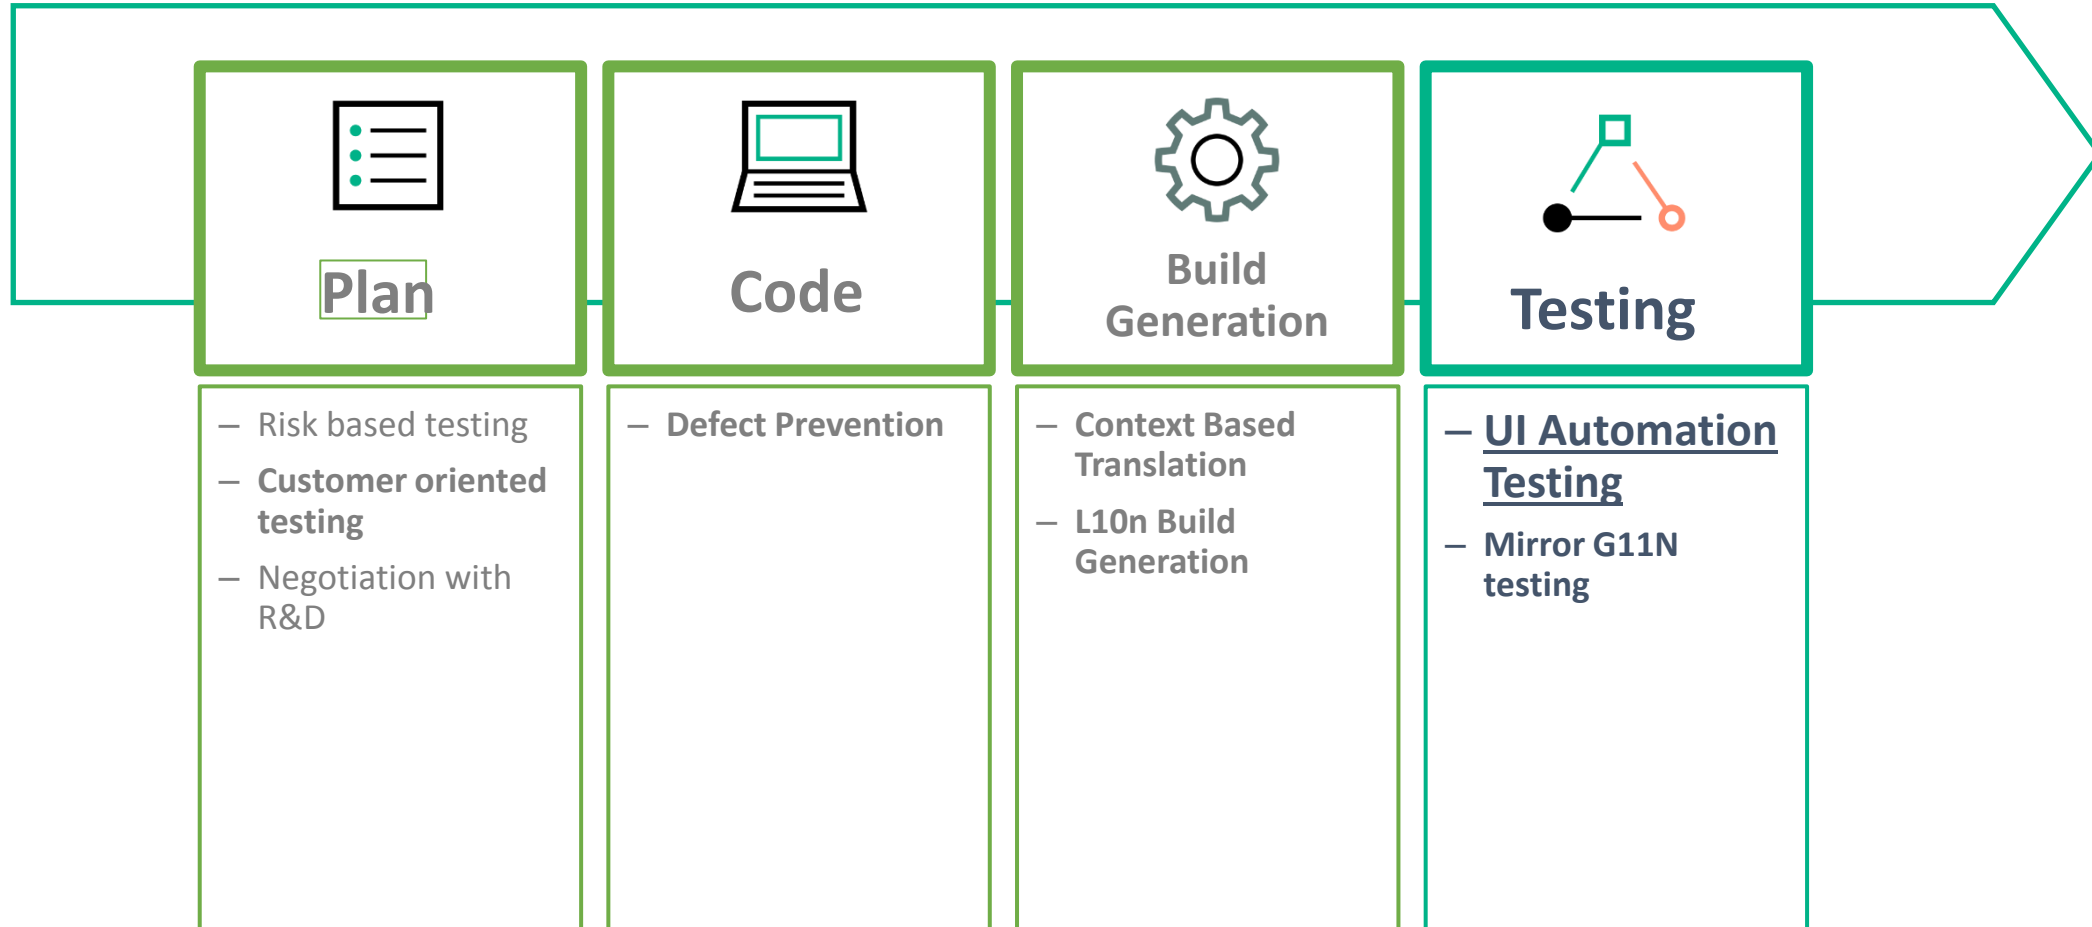 Plan
Code
Build
Generation
Testing
– Risk based testing
– Customer oriented
testing
– Negotiation with
R&D
– Defect Prevention
– Context Based
Translation
– L10n Build
Generation
– UI Automation
Testing
– Mirror G11N
testing